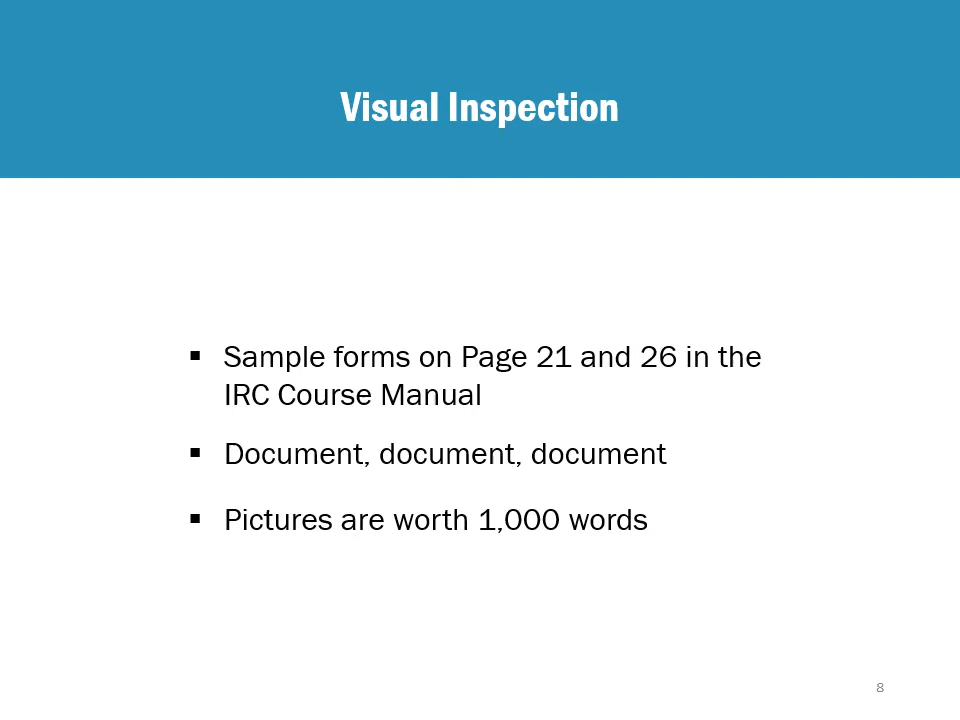 Visual Inspection
▪ Sample forms on Page 21 and 26 in the
IRC Course Manual
▪ Document, document, document
▪ Pictures are worth 1,000 words
8